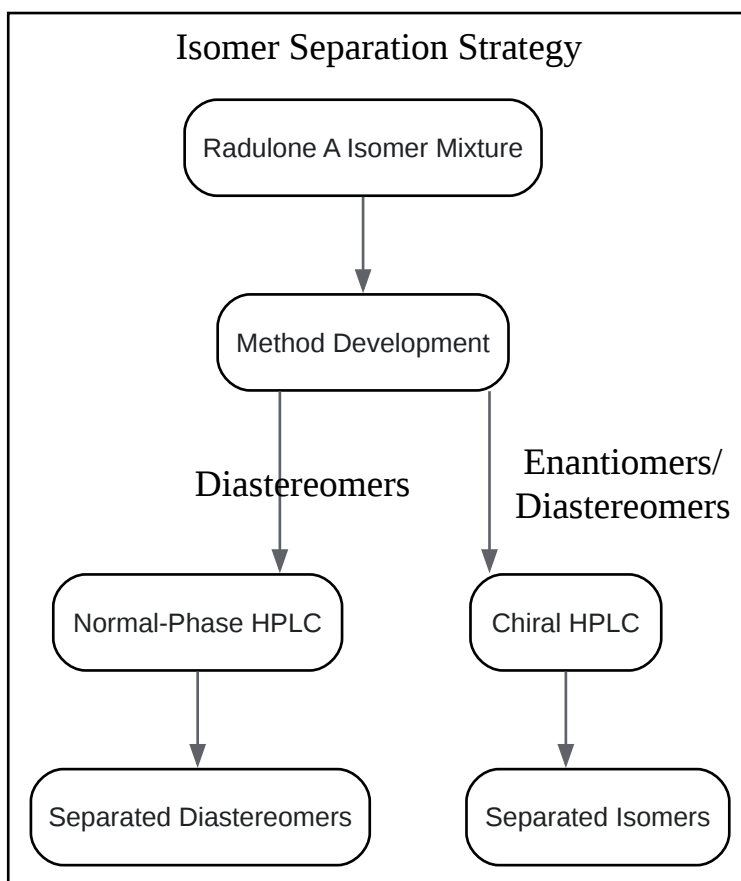 Isomer Separation Strategy
Radulone A Isomer Mixture
Method Development
Diastereomers
Enantiomers/
Diastereomers
Normal-Phase HPLC
Chiral HPLC
Separated Diastereomers
Separated Isomers